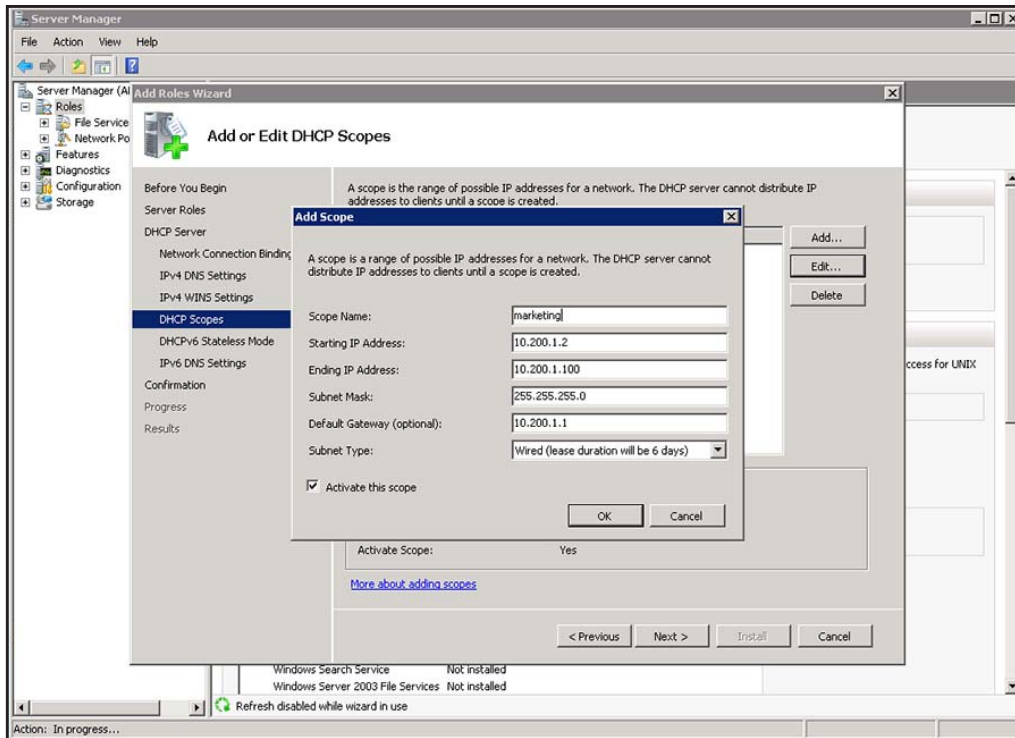 Server Manager
File Action View Help
Server Manager (Al
Roles
File Service
Network Po
Features
Diagnostics
Configuration
Storage
Add Roles Wizard
Add or Edit DHCP Scopes
Before You Begin
Server Roles
DHCP Server
Network Connection Binding
IPv4 DNS Settings
IPv4 WINS Settings
DHCP Scopes
DHCPv6 Stateless Mode
IPv6 DNS Settings
Confirmation
Progress
Results
A scope is the range of possible IP addresses for a network. The DHCP server cannot distribute IP
addresses to clients until a scope is created.
Add...
Edit...
Delete
Add Scope
A scope is a range of possible IP addresses for a network. The DHCP server cannot
distribute IP addresses to clients until a scope is created.
Scope Name: marketing
Starting IP Address: 10.200.1.2
Ending IP Address: 10.200.1.100
Subnet Mask: 255.255.255.0
Default Gateway (optional): 10.200.1.1
Subnet Type: Wired (lease duration will be 6 days)
Activate this scope
OK Cancel
Activate Scope: Yes
More about adding scopes
< Previous Next > Install Cancel
ccess for UNIX
Windows Search Service Not installed
Windows Server 2003 File Services Not installed
Refresh disabled while wizard in use
Action: In progress...